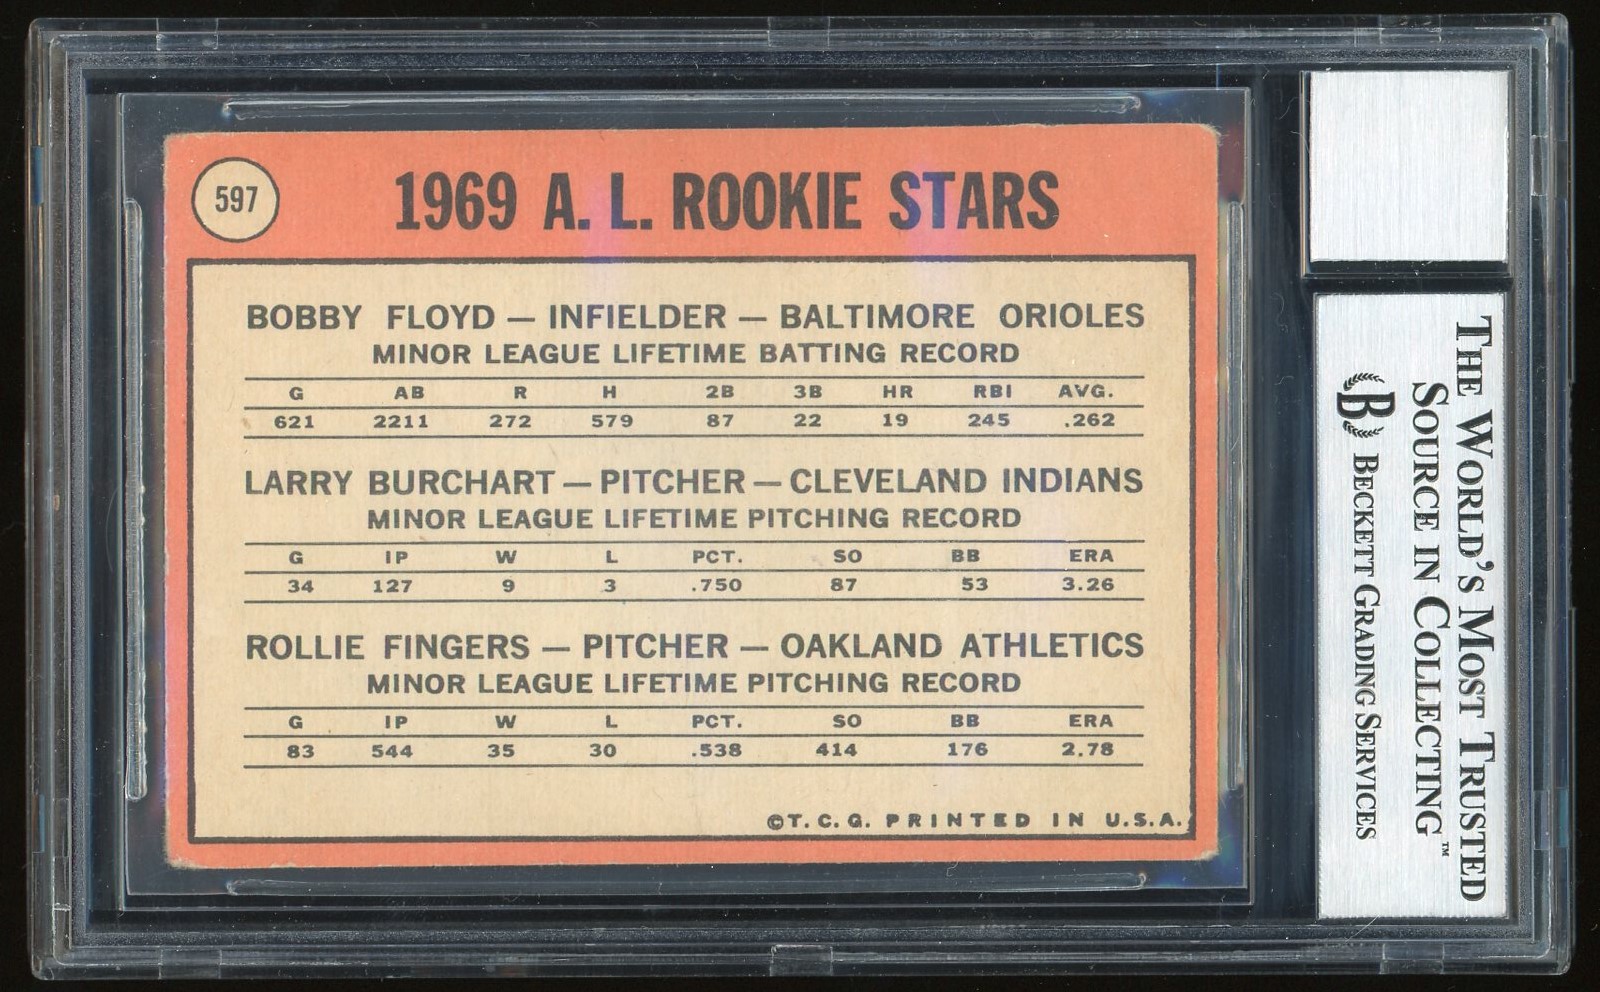 597
1969 A. L. ROOKIE STARS
BOBBY FLOYD — INFIELDER — BALTIMORE ORIOLES
MINOR LEAGUE LIFETIME BATTING RECORD
G AB R H 2B 3B HR RBI AVG.
621 2211 272 579 87 22 19 245 .262
LARRY BURCHART — PITCHER — CLEVELAND INDIANS
MINOR LEAGUE LIFETIME PITCHING RECORD
G IP W L PCT. SO BB ERA
34 127 9 3 .750 87 53 3.26
ROLLIE FINGERS — PITCHER — OAKLAND ATHLETICS
MINOR LEAGUE LIFETIME PITCHING RECORD
G IP W L PCT. SO BB ERA
83 544 35 30 .538 414 176 2.78
©T. C. G. PRINTED IN U.S.A.
THE WORLD'S MOST TRUSTED
SOURCE IN COLLECTING™
B BECKETT GRADING SERVICES